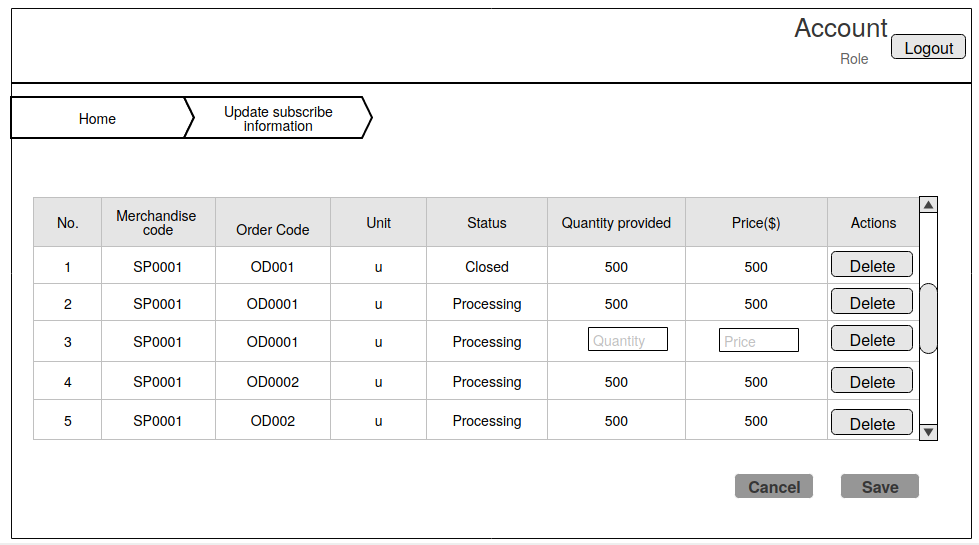 Account
Logout
Role
Home
Update subscribe
information
No. Merchandise code Order Code Unit Status Quantity provided Price($) Actions
1 SP0001 OD001 u Closed 500 500 Delete
2 SP0001 OD0001 u Processing 500 500 Delete
3 SP0001 OD0001 u Processing Quantity Price Delete
4 SP0001 OD0002 u Processing 500 500 Delete
5 SP0001 OD002 u Processing 500 500 Delete
Cancel Save